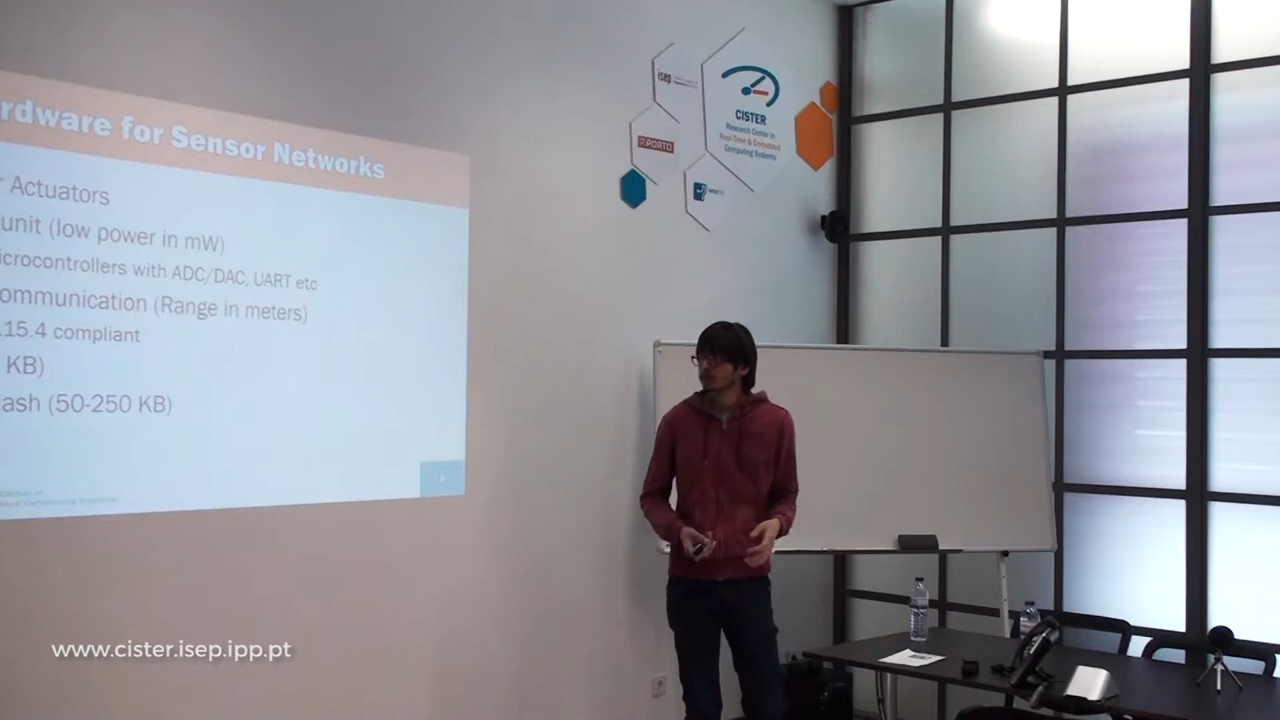 rdware for Sensor Networks
r Actuators
unit (low power in mW)
icrocontrollers with ADC/DAC, UART etc
ommunication (Range in meters)
.15.4 compliant
KB)
lash (50-250 KB)
isep
P.PORTO
CISTER
Research Center in
Real-Time & Embedded
Computing Systems
www.cister.isep.ipp.pt